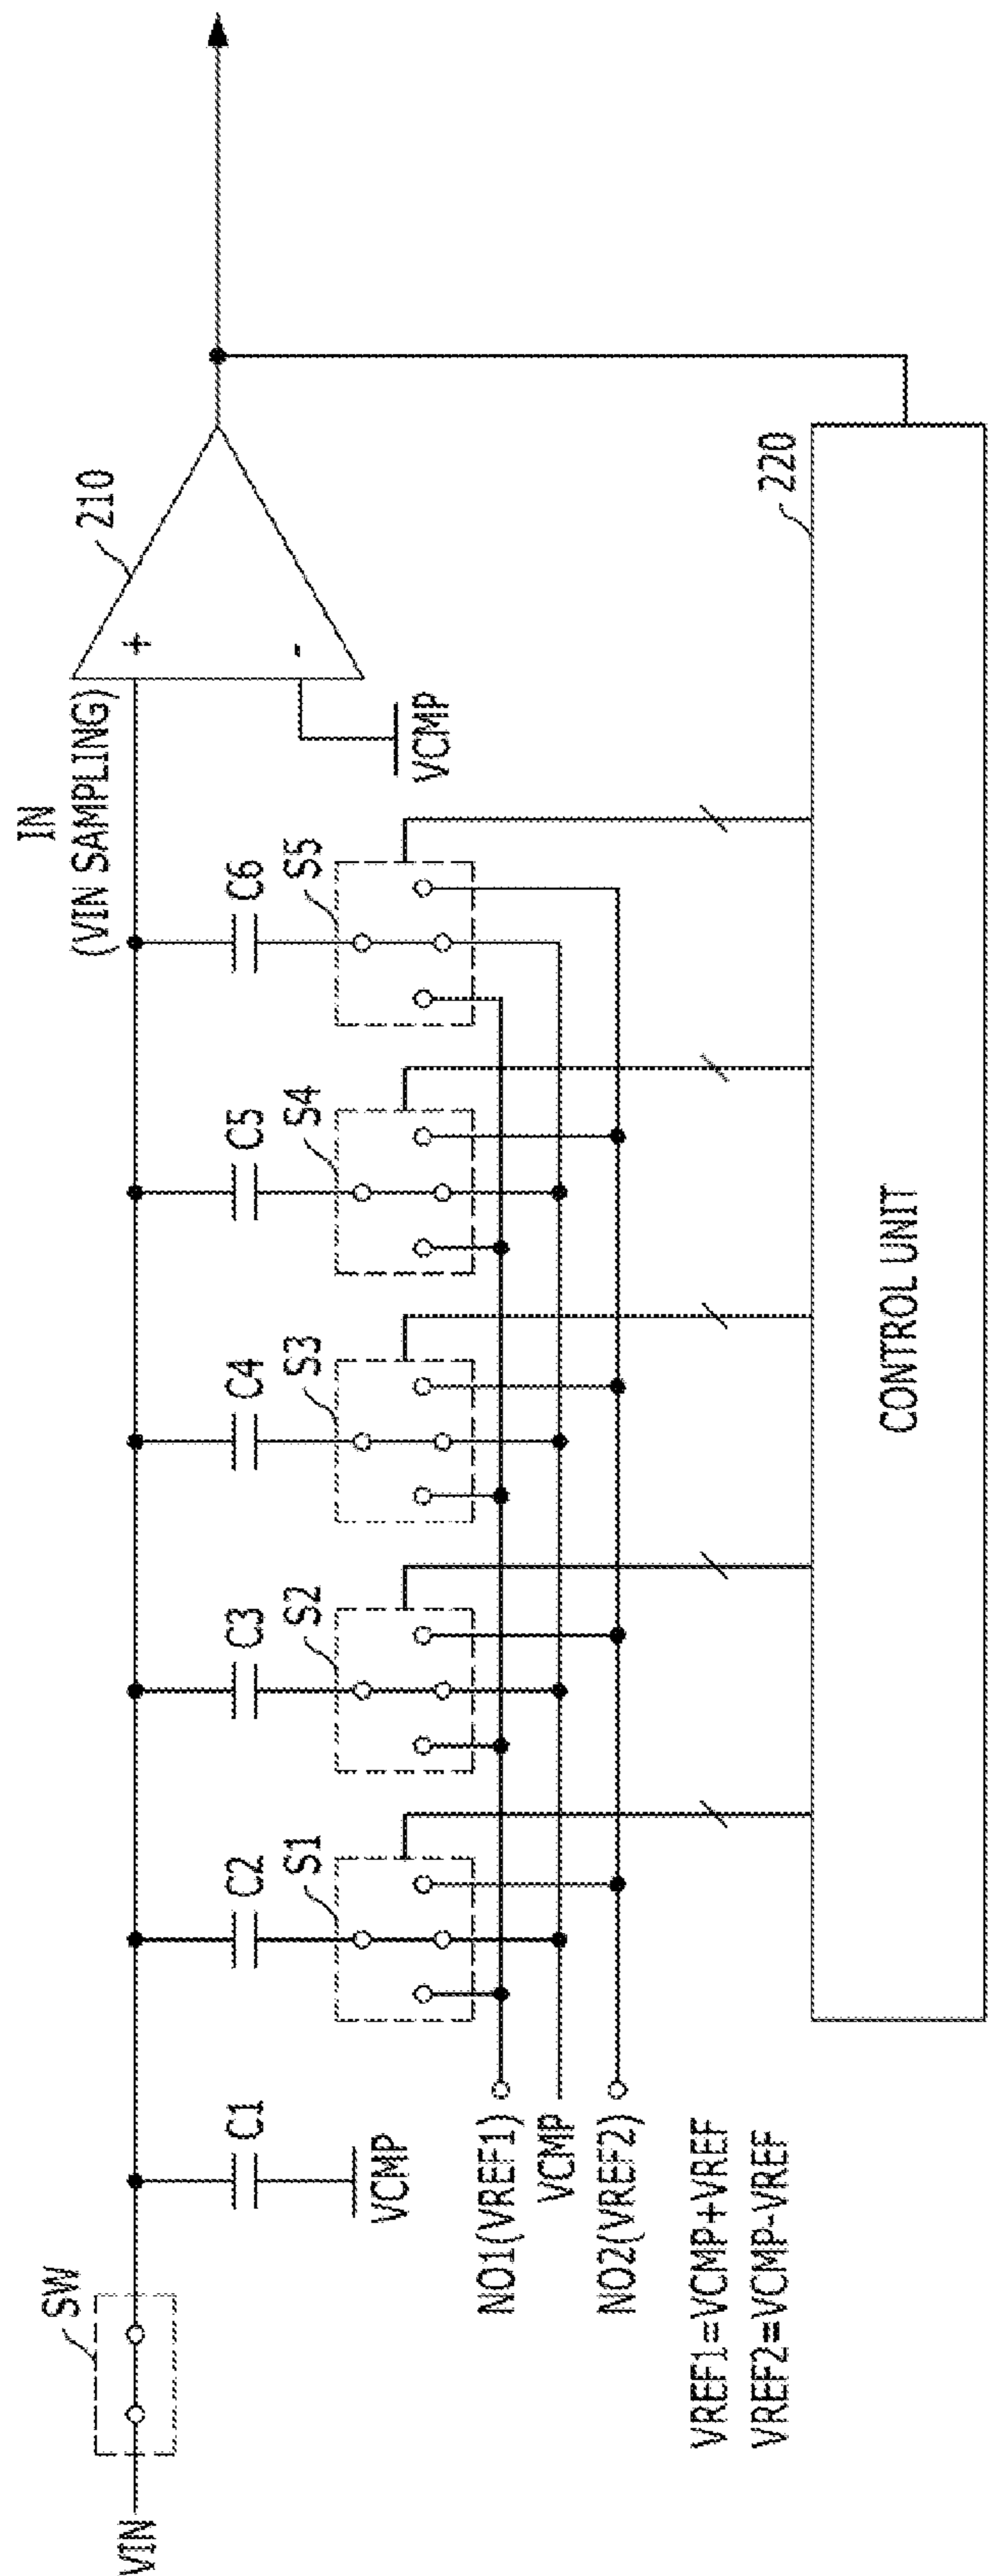 VIN
SW
C1
VCMP
C2
C3
C4
C5
C6
IN
(VIN SAMPLING)
210
+
-
VCMP
S1
S2
S3
S4
S5
NO1(VREF1)
VCMP
NO2(VREF2)
VREF1=VCMP+VREF
VREF2=VCMP-VREF
220
CONTROL UNIT